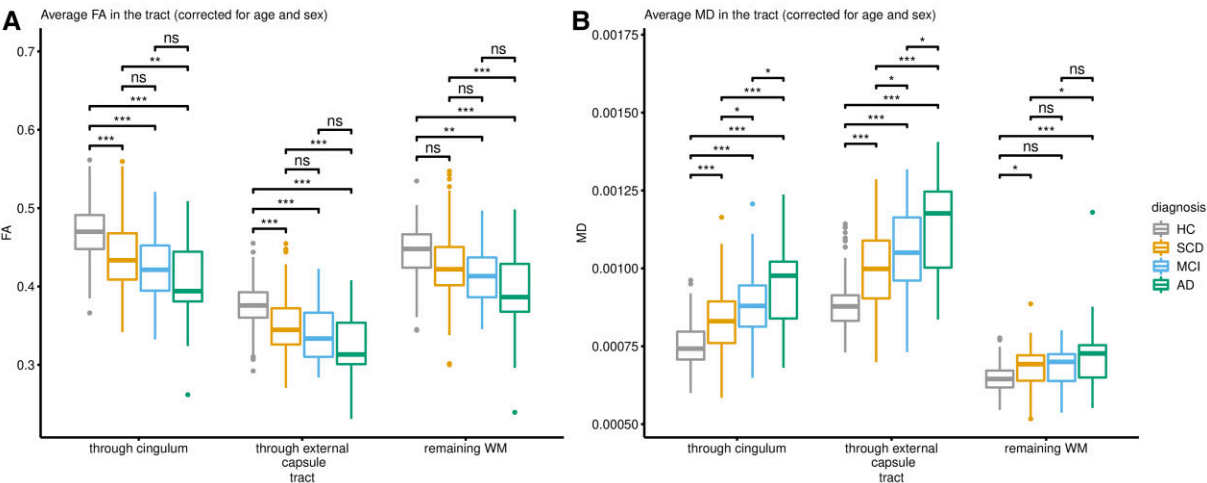 A
Average FA in the tract (corrected for age and sex)
FA
0.7
0.6
0.5
0.4
0.3
ns
**
ns
***
***
***
ns
***
ns
***
***
***
ns
***
ns
***
**
ns
through cingulum
through external
capsule
remaining WM
tract
B
Average MD in the tract (corrected for age and sex)
MD
0.00175
0.00150
0.00125
0.00100
0.00075
0.00050
*
***
*
***
***
***
*
***
*
***
***
***
ns
*
ns
***
ns
*
through cingulum
through external
capsule
remaining WM
tract
diagnosis
HC
SCD
MCI
AD